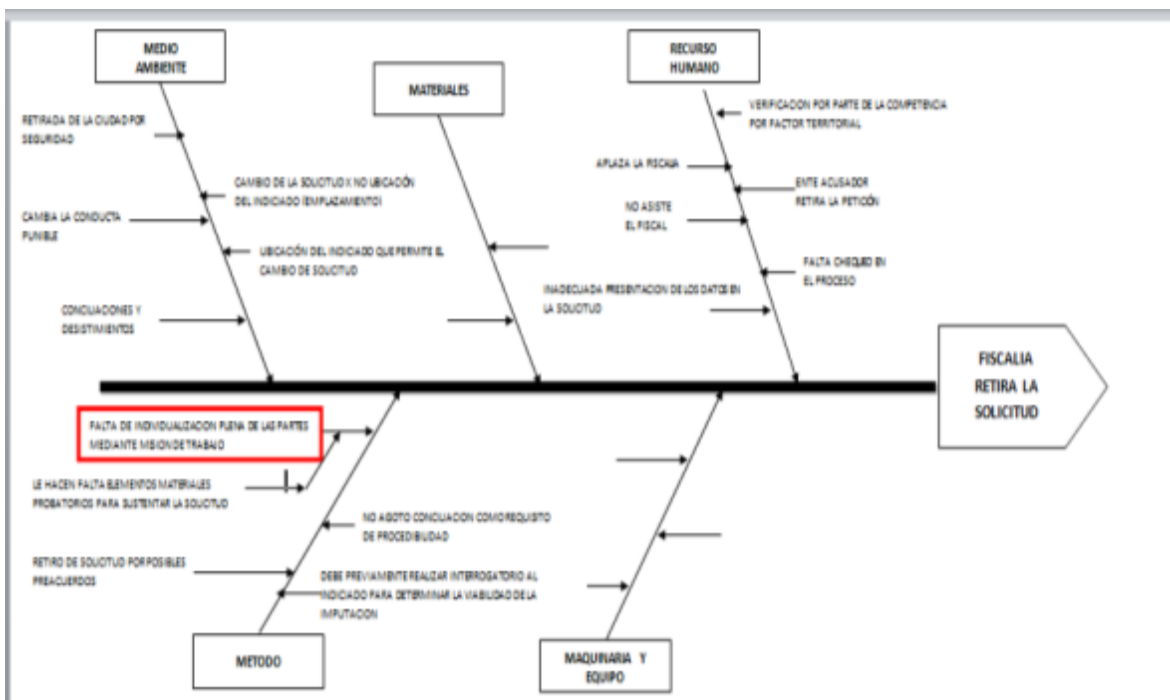 MEDIO
AMBIENTE
MATERIALES
RECURSO
HUMANO
RETIRADA DE LA CIUDAD POR
SEGURIDAD
CAMBIO DE LA SOLICITUD X NO UBICACIÓN
DEL INDICIADO (EMPLAZAMIENTO)
CAMBIA LA CONDUCTA
PUNIBLE
UBICACIÓN DEL INDICIADO QUE PERMITE EL
CAMBIO DE SOLICITUD
CONCILIACIONES Y
DESISTIMIENTOS
VERIFICACION POR PARTE DE LA COMPETENCIA
POR FACTOR TERRITORIAL
APLAZA LA FISCALIA
ENTE ACUSADOR
RETIRA LA PETICIÓN
NO ASISTE
EL FISCAL
FALTA CHEQUEO EN
EL PROCESO
INADECUADA PRESENTACION DE LOS DATOS EN
LA SOLICITUD
FISCALIA
RETIRA LA
SOLICITUD
FALTA DE INDIVIDUALIZACION PLENA DE LAS PARTES
MEDIANTE MISION DE TRABAJO
LE HACEN FALTA ELEMENTOS MATERIALES
PROBATORIOS PARA SUSTENTAR LA SOLICITUD
NO AGOTO CONCILIACION COMO REQUISITO
DE PROCEDIBILIDAD
RETIRO DE SOLICITUD POR POSIBLES
PREACUERDOS
DEBE PREVIAMENTE REALIZAR INTERROGATORIO AL
INDICIADO PARA DETERMINAR LA VIABILIDAD DE LA
IMPUTACION
METODO
MAQUINARIA Y
EQUIPO